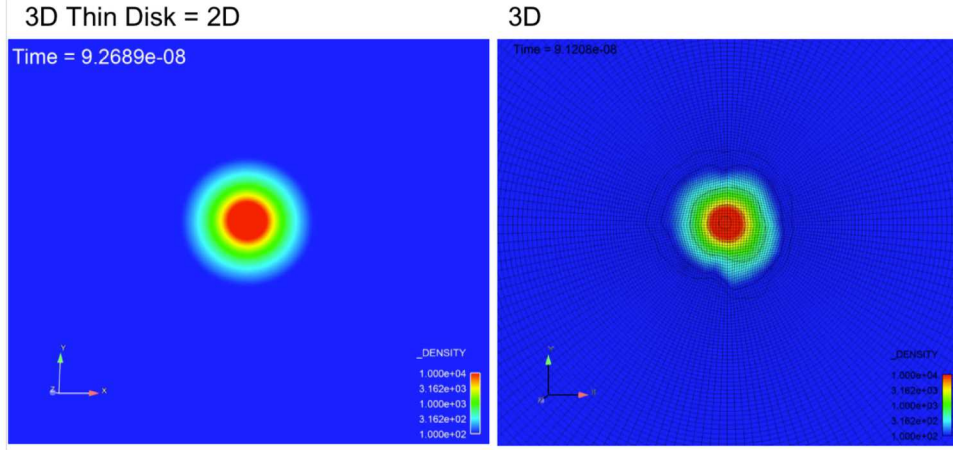 3D Thin Disk = 2D
Time = 9.2689e-08
Y
Z
X
_DENSITY
1.000e+04
3.162e+03
1.000e+03
3.162e+02
1.000e+02
3D
Time = 9.1208e-08
_DENSITY
1.000e+04
3.162e+03
1.000e+03
3.162e+02
1.000e+02